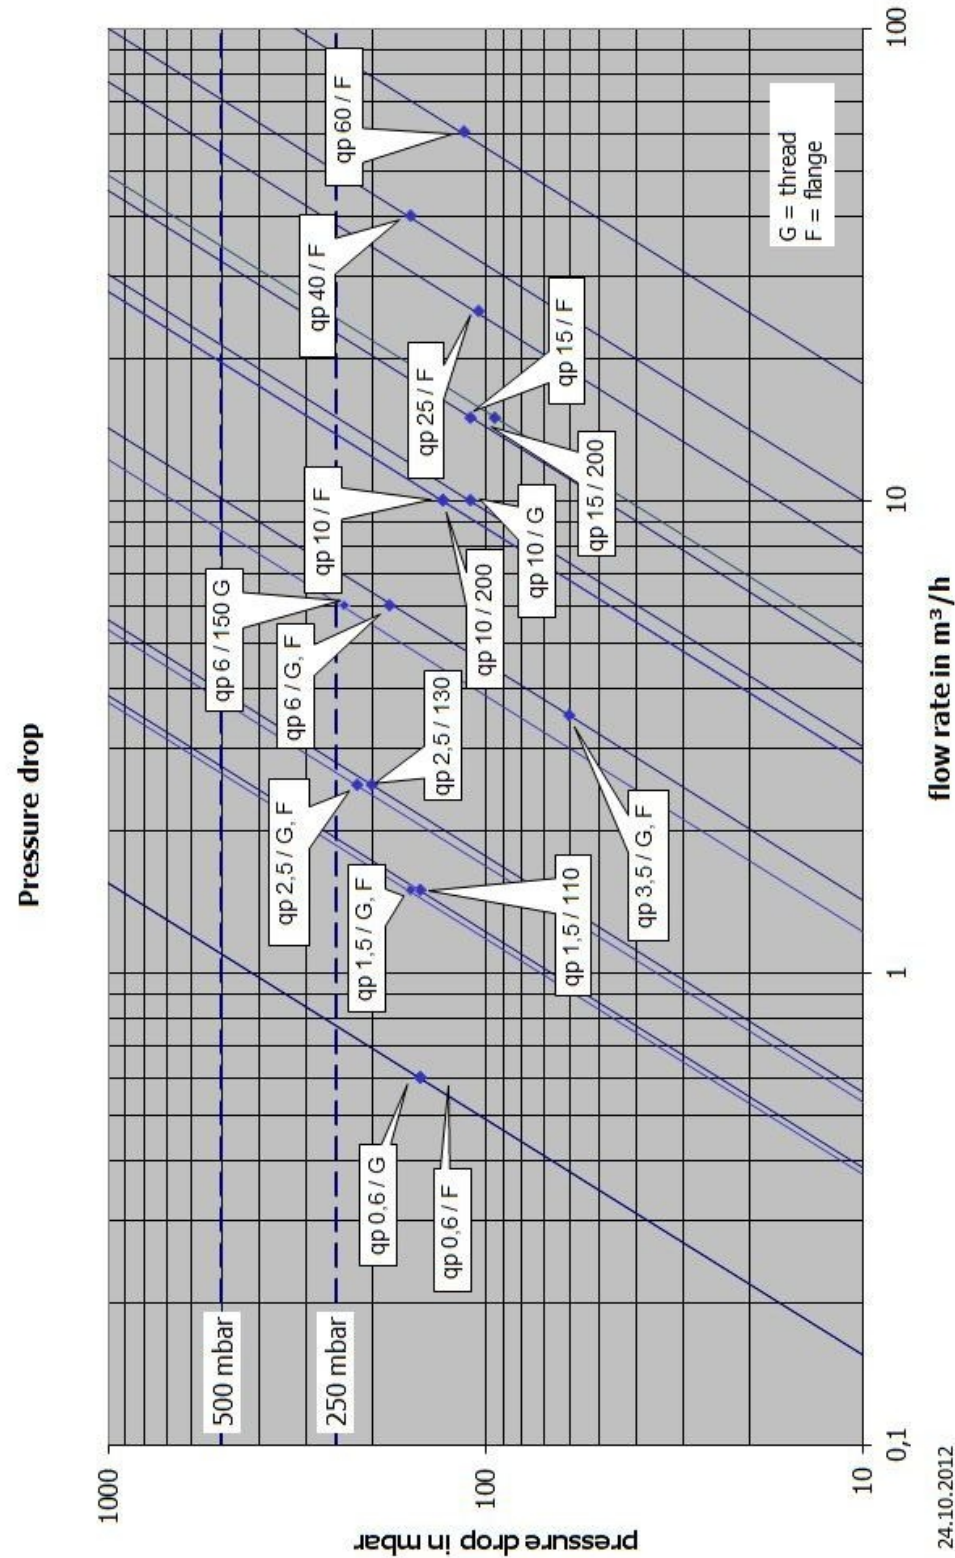 Pressure drop
1000
100
10
pressure drop in mbar
500 mbar
250 mbar
qp 0,6 / G
qp 0,6 / F
qp 1,5 / G, F
qp 1,5 / 110
qp 2,5 / G, F
qp 2,5 / 130
qp 3,5 / G, F
qp 6 / 150 G
qp 6 / G, F
qp 10 / F
qp 10 / 200
qp 10 / G
qp 15 / 200
qp 15 / F
qp 25 / F
qp 40 / F
qp 60 / F
G = thread
F = flange
0,1
1
10
100
flow rate in m³/h
24.10.2012